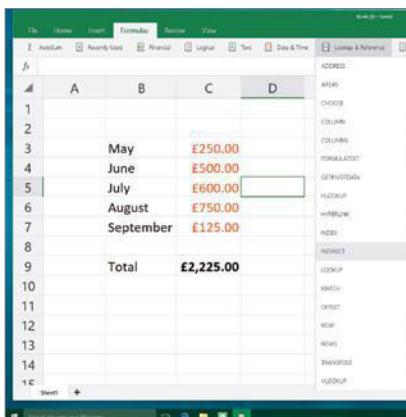 File Home Insert Formulas Review View
AutoSum Recently Used Financial Logical Text Date & Time Lookup & Reference
fx
A B C D
1
2
3 May £250.00
4 June £500.00
5 July £600.00
6 August £750.00
7 September £125.00
8
9 Total £2,225.00
10
11
12
13
14
15
Sheet1 +
ADDRESS
AREAS
CHOOSE
COLUMN
COLUMNS
FORMULATEXT
GETPIVOTDATA
HLOOKUP
HYPERLINK
INDEX
INDIRECT
LOOKUP
MATCH
OFFSET
ROW
ROWS
TRANSPOSE
VLOOKUP